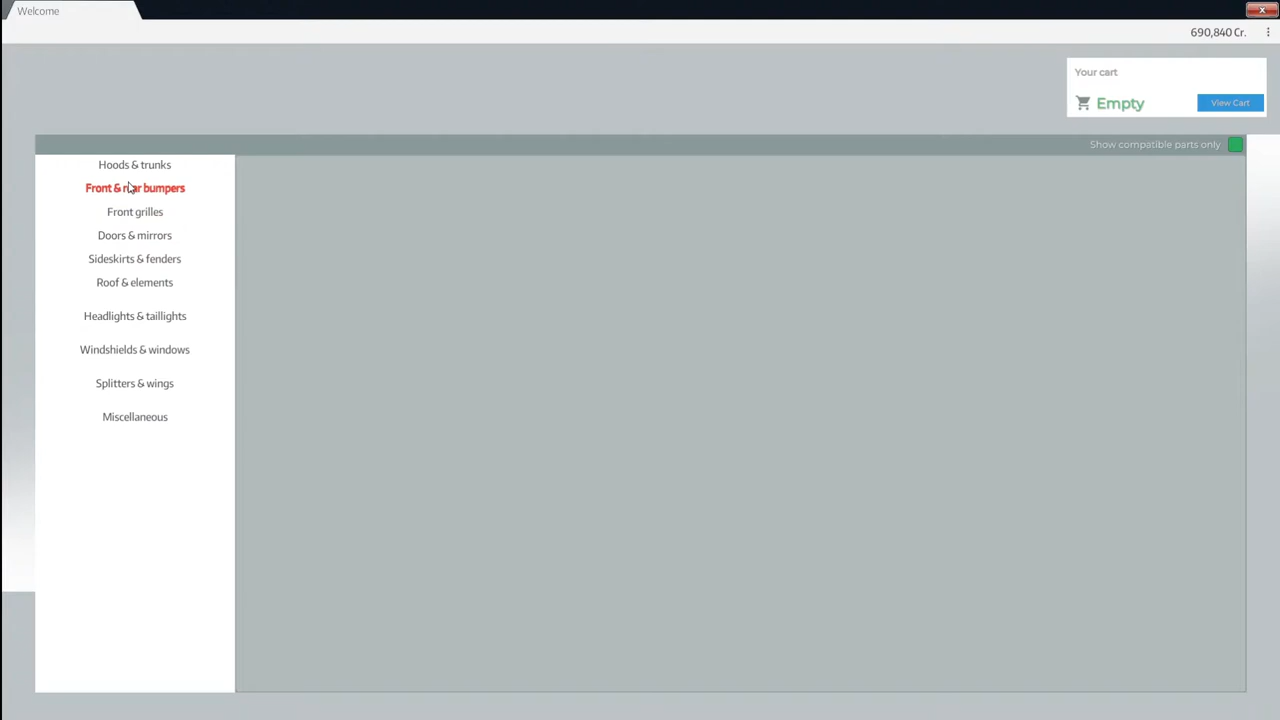 Welcome
x
690,840 Cr.
Your cart
Empty
View Cart
Show compatible parts only
Hoods & trunks
Front & rear bumpers
Front grilles
Doors & mirrors
Sideskirts & fenders
Roof & elements
Headlights & taillights
Windshields & windows
Splitters & wings
Miscellaneous